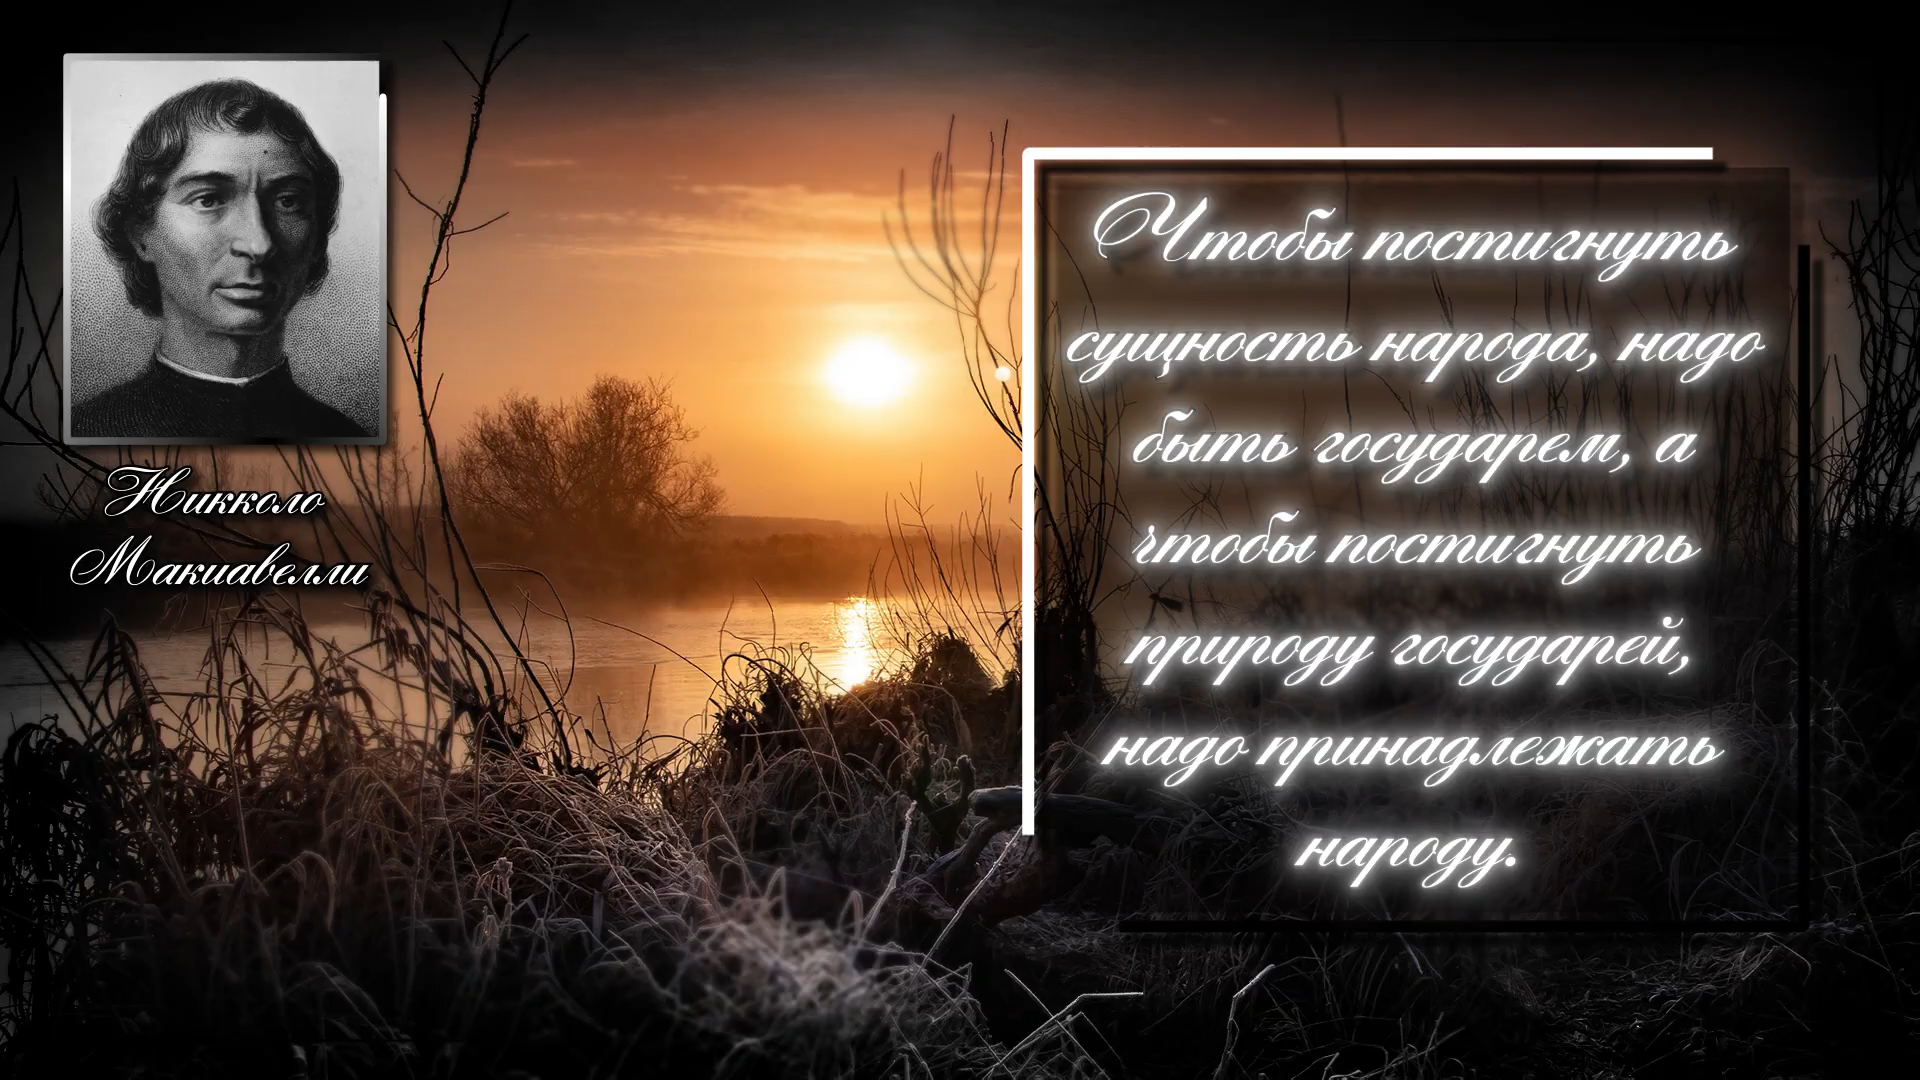 Никколо
Макиавелли
Чтобы постигнуть
сущность народа, надо
быть государем, а
чтобы постигнуть
природу государей,
надо принадлежать
народу.